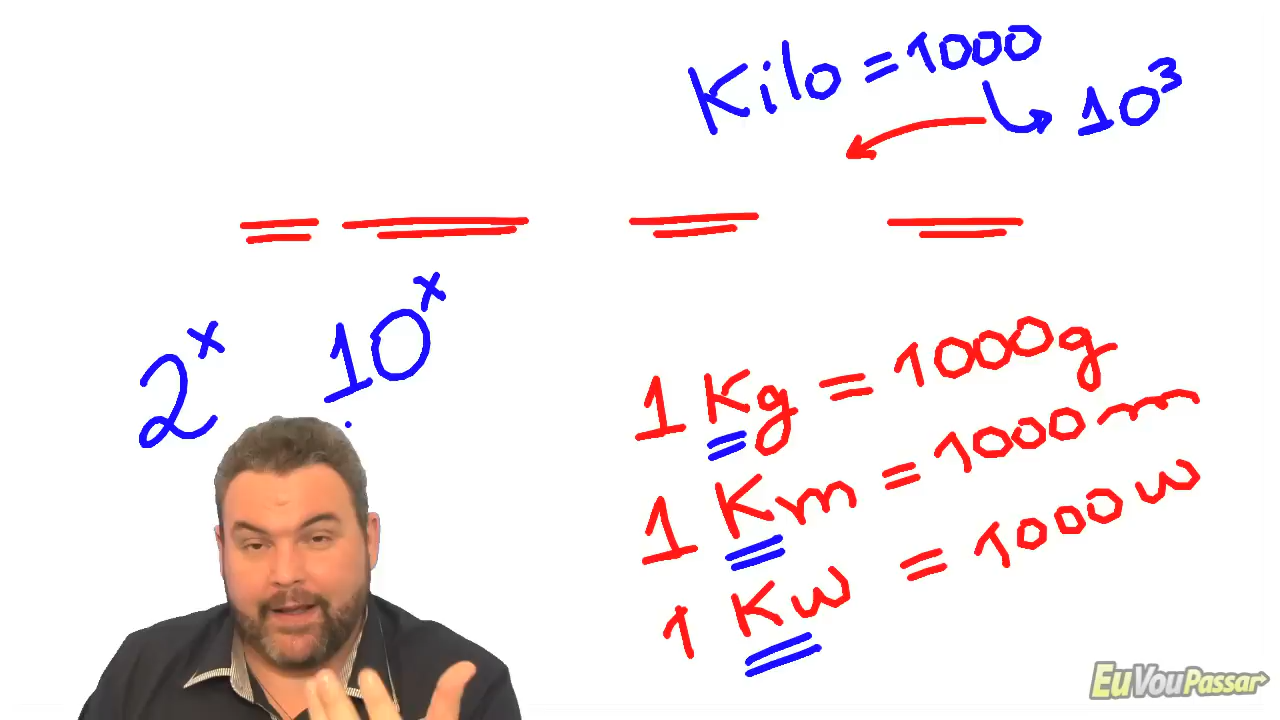 Kilo = 1000
10³
2ˣ 10ˣ
1 Kg = 1000g
1 Km = 1000m
1 Kw = 1000w
EuVouPassar